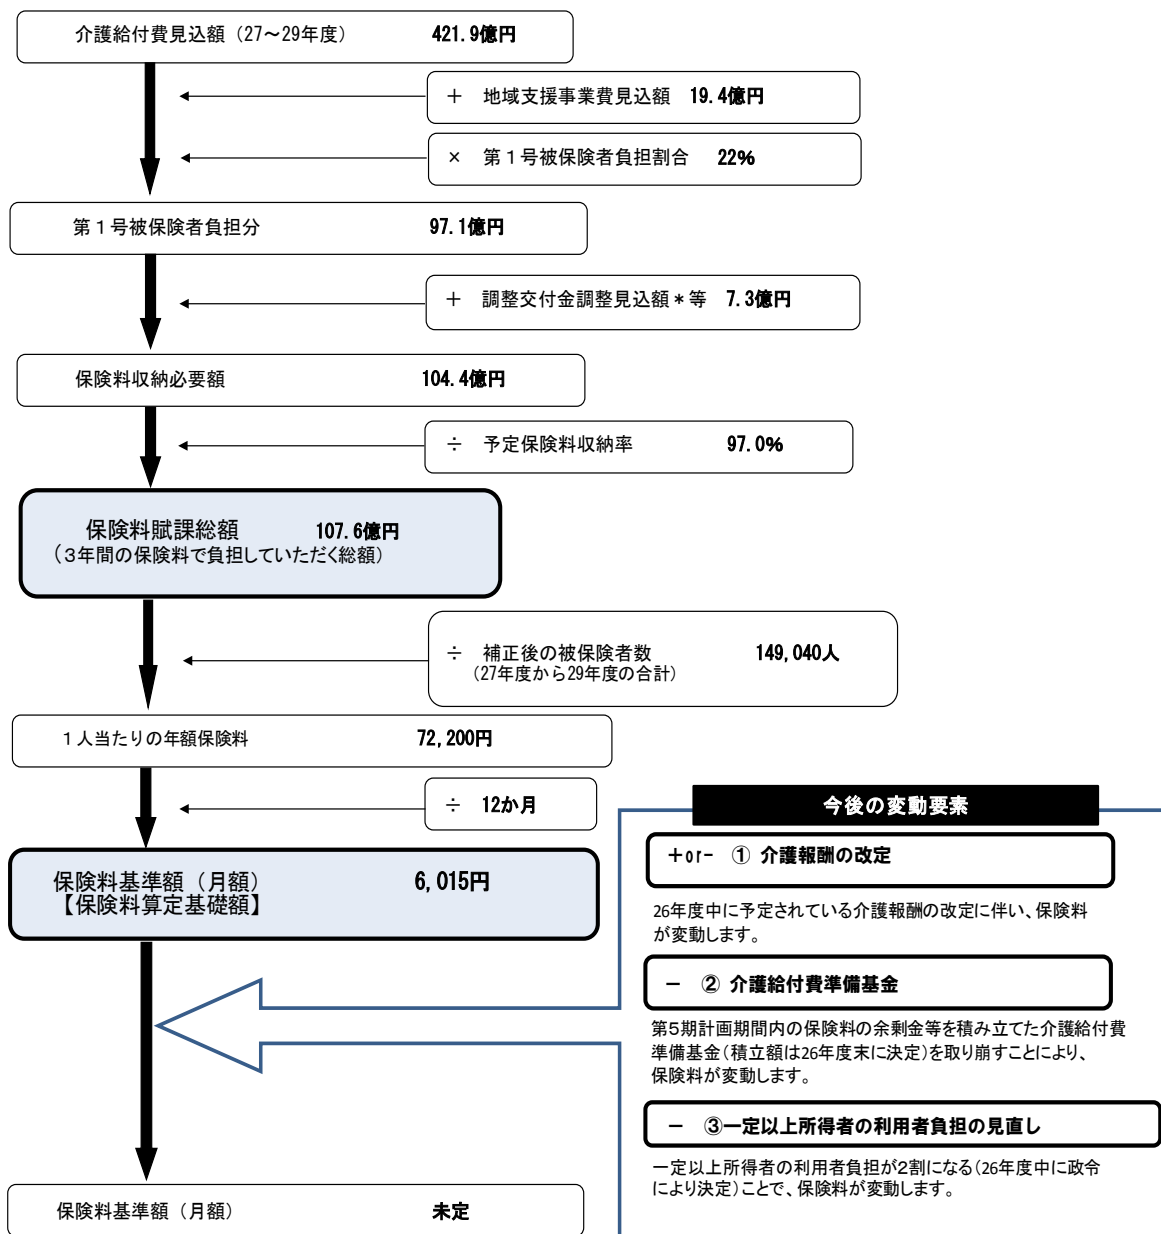 介護給付費見込額（27～29年度） 421.9億円
＋ 地域支援事業費見込額 19.4億円
× 第１号被保険者負担割合 22%
第１号被保険者負担分 97.1億円
＋ 調整交付金調整見込額＊等 7.3億円
保険料収納必要額 104.4億円
÷ 予定保険料収納率 97.0%
保険料賦課総額 107.6億円
（３年間の保険料で負担していただく総額）
÷ 補正後の被保険者数 149,040人
（27年度から29年度の合計）
１人当たりの年額保険料 72,200円
÷ 12か月
保険料基準額（月額） 6,015円
【保険料算定基礎額】
今後の変動要素
＋or− ① 介護報酬の改定
26年度中に予定されている介護報酬の改定に伴い、保険料
が変動します。
− ② 介護給付費準備基金
第５期計画期間内の保険料の余剰金等を積み立てた介護給付費
準備基金（積立額は26年度末に決定）を取り崩すことにより、
保険料が変動します。
− ③一定以上所得者の利用者負担の見直し
一定以上所得者の利用者負担が２割になる（26年度中に政令
により決定）ことで、保険料が変動します。
保険料基準額（月額） 未定